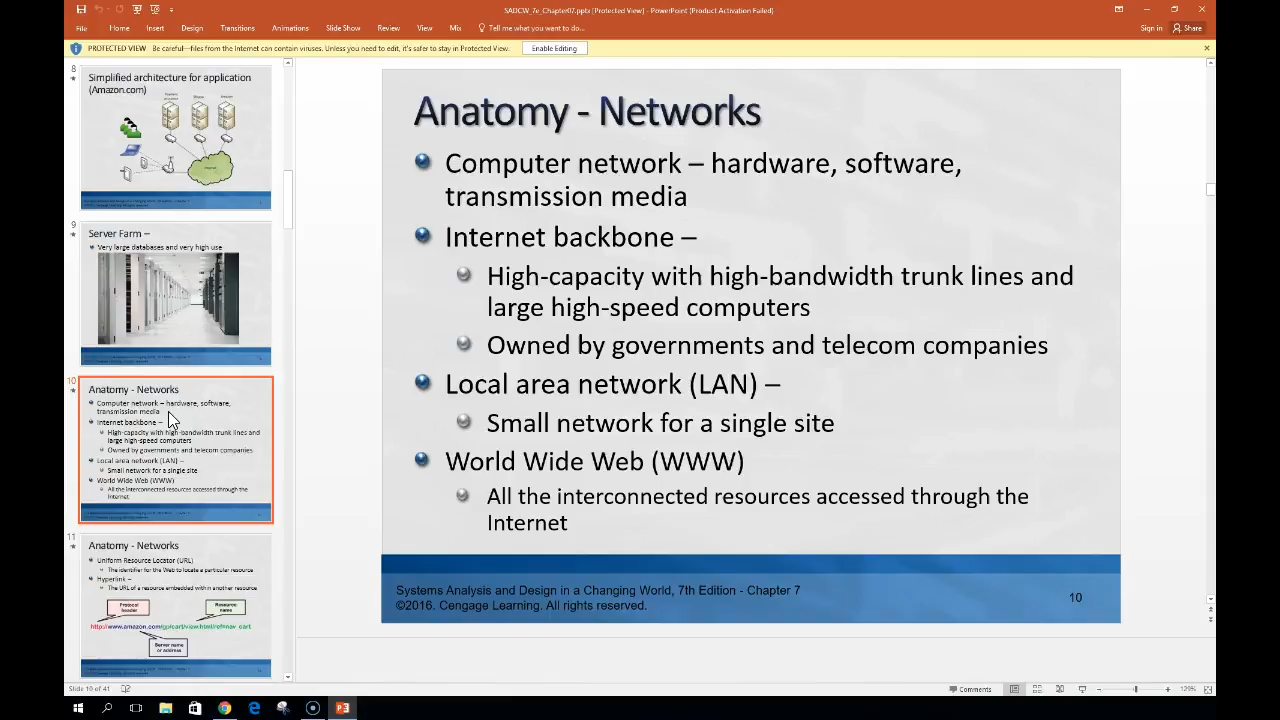 SADCW_7e_Chapter07.pptx [Protected View] - PowerPoint (Product Activation Failed)
File Home Insert Design Transitions Animations Slide Show Review View Mix Tell me what you want to do... Sign in Share
PROTECTED VIEW Be careful—files from the Internet can contain viruses. Unless you need to edit, it's safer to stay in Protected View. Enable Editing
8
Simplified architecture for application
(Amazon.com)
9
Server Farm –
Very large databases and very high use
10
Anatomy - Networks
Computer network – hardware, software,
transmission media
Internet backbone –
High-capacity with high-bandwidth trunk lines and
large high-speed computers
Owned by governments and telecom companies
Local area network (LAN) –
Small network for a single site
World Wide Web (WWW)
All the interconnected resources accessed through the
Internet
11
Anatomy - Networks
Uniform Resource Locator (URL)
The identifier for the Web to locate a particular resource
Hyperlink –
The URL of a resource embedded within another resource
Protocol
header
Resource
name
http://www.amazon.com/gp/cart/view.html/ref=nav_cart
Server name
or address
Anatomy - Networks
Computer network – hardware, software,
transmission media
Internet backbone –
High-capacity with high-bandwidth trunk lines and
large high-speed computers
Owned by governments and telecom companies
Local area network (LAN) –
Small network for a single site
World Wide Web (WWW)
All the interconnected resources accessed through the
Internet
Systems Analysis and Design in a Changing World, 7th Edition - Chapter 7
©2016. Cengage Learning. All rights reserved.
10
Slide 10 of 41
Comments
129%